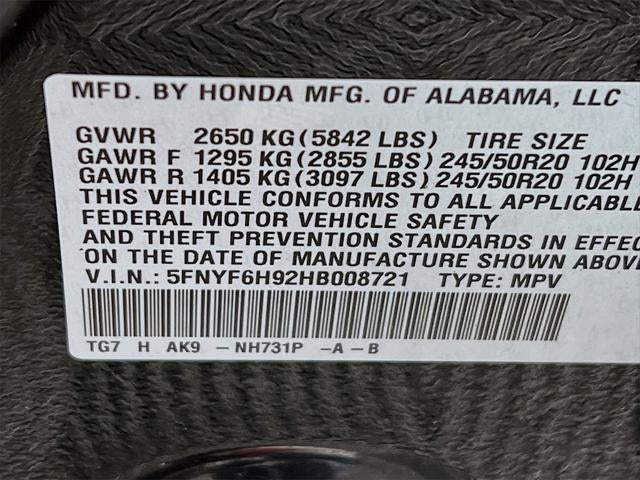 MFD. BY HONDA MFG. OF ALABAMA, LLC
GVWR 2650 KG (5842 LBS) TIRE SIZE
GAWR F 1295 KG (2855 LBS) 245/50R20 102H
GAWR R 1405 KG (3097 LBS) 245/50R20 102H
THIS VEHICLE CONFORMS TO ALL APPLICABLE
FEDERAL MOTOR VEHICLE SAFETY
AND THEFT PREVENTION STANDARDS IN EFFEC
ON THE DATE OF MANUFACTURE SHOWN ABOVE
V.I.N.: 5FNYF6H92HB008721 TYPE: MPV
TG7 H AK9 -NH731P -A-B